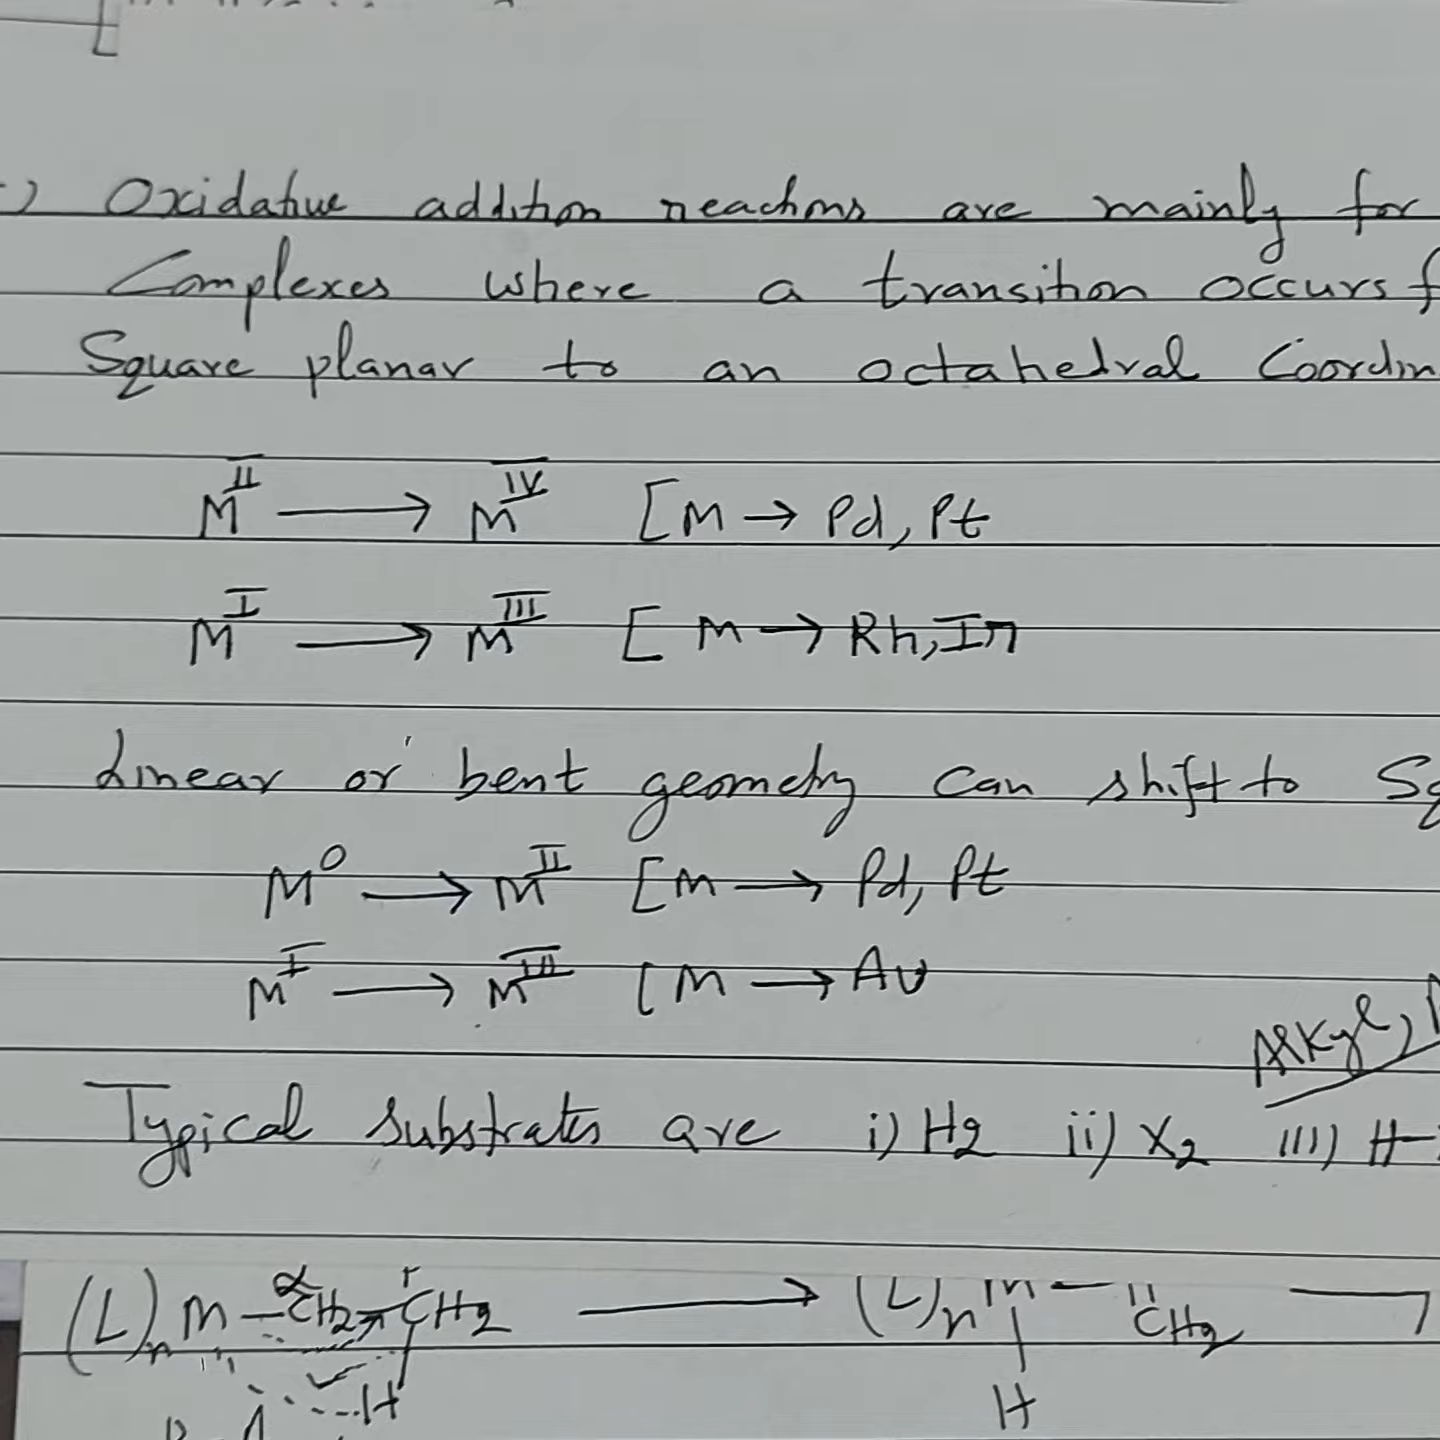 Oxidative addition reactions are mainly for
Complexes where a transition occurs f
Square planar to an octahedral Coordin
M^II → M^IV [M → Pd, Pt
M^I → M^III [M → Rh, Ir
Linear or bent geometry can shift to Sq
M^0 → M^II [M → Pd, Pt
M^I → M^III [M → Au
Alkyl,
Typical substrates are i) H2 ii) X2 iii) H-
(L)n M - CH2 - CH2 → (L)n M - CH2
α
H
H